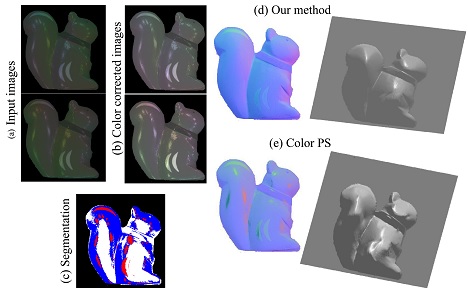 (a) Input images
(b) Color corrected images
(c) Segmentation
(d) Our method
(e) Color PS